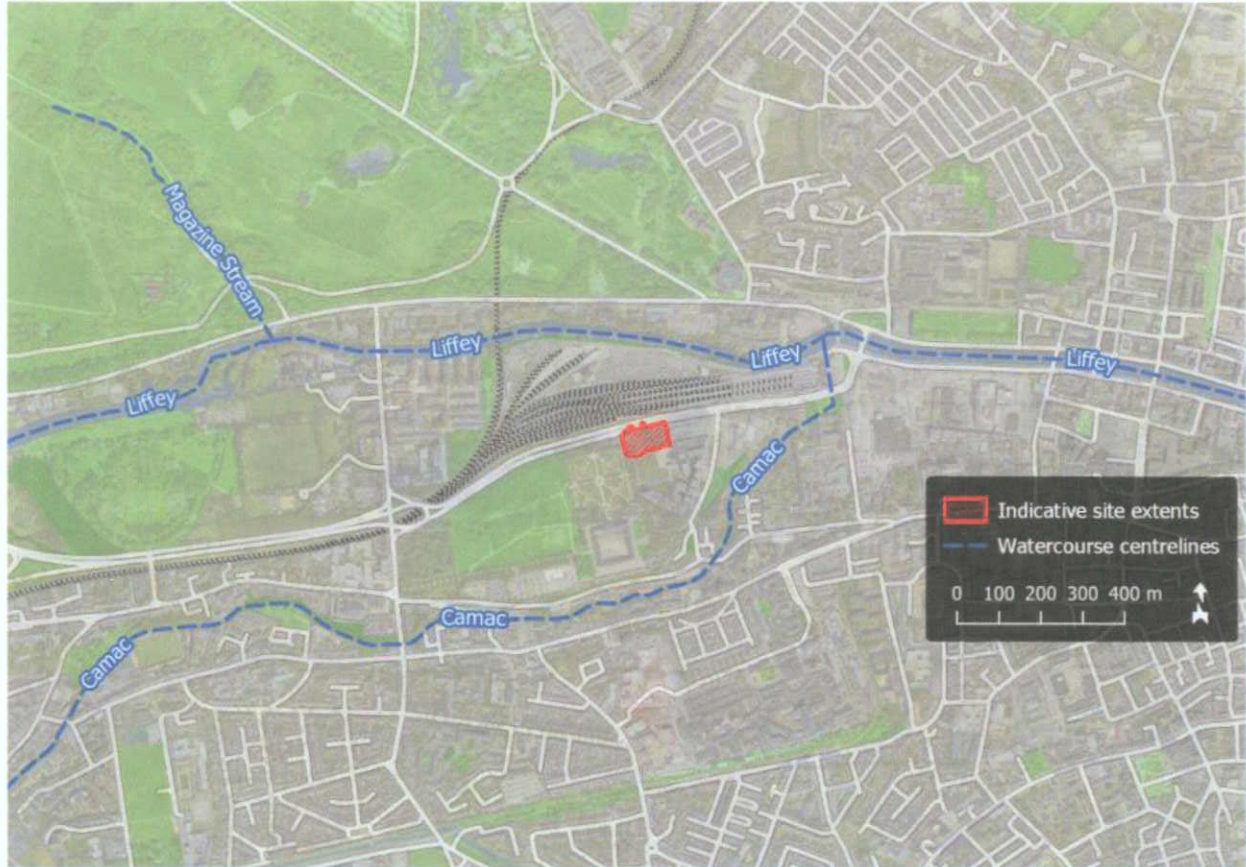 Magazine Stream
Liffey
Liffey
Liffey
Liffey
Camac
Camac
Camac
Indicative site extents
Watercourse centrelines
0 100 200 300 400 m